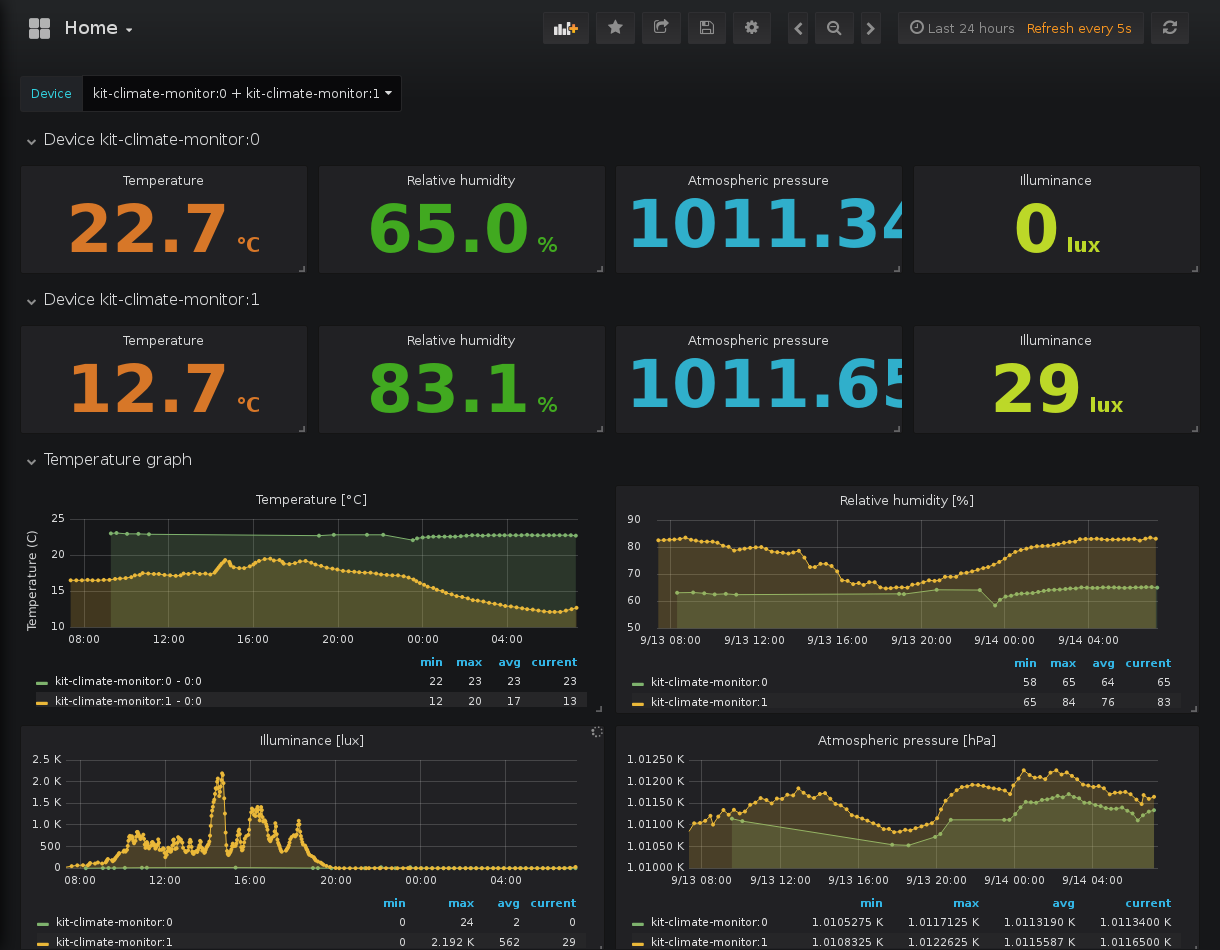 Home
Last 24 hours Refresh every 5s
Device kit-climate-monitor:0 + kit-climate-monitor:1
Device kit-climate-monitor:0
Temperature Relative humidity Atmospheric pressure Illuminance
22.7 °C 65.0 % 1011.34 0 lux
Device kit-climate-monitor:1
Temperature Relative humidity Atmospheric pressure Illuminance
12.7 °C 83.1 % 1011.65 29 lux
Temperature graph
Temperature [°C]
Temperature (C)
25
20
15
10
08:00 12:00 16:00 20:00 00:00 04:00
min max avg current
kit-climate-monitor:0 - 0:0 22 23 23 23
kit-climate-monitor:1 - 0:0 12 20 17 13
Relative humidity [%]
90
80
70
60
50
9/13 08:00 9/13 12:00 9/13 16:00 9/13 20:00 9/14 00:00 9/14 04:00
min max avg current
kit-climate-monitor:0 58 65 64 65
kit-climate-monitor:1 65 84 76 83
Illuminance [lux]
2.5 K
2.0 K
1.5 K
1.0 K
500
0
08:00 12:00 16:00 20:00 00:00 04:00
min max avg current
kit-climate-monitor:0 0 24 2 0
kit-climate-monitor:1 0 2.192 K 562 29
Atmospheric pressure [hPa]
1.01250 K
1.01200 K
1.01150 K
1.01100 K
1.01050 K
1.01000 K
9/13 08:00 9/13 12:00 9/13 16:00 9/13 20:00 9/14 00:00 9/14 04:00
min max avg current
kit-climate-monitor:0 1.0105275 K 1.0117125 K 1.0113190 K 1.0113400 K
kit-climate-monitor:1 1.0108325 K 1.0122625 K 1.0115587 K 1.0116500 K